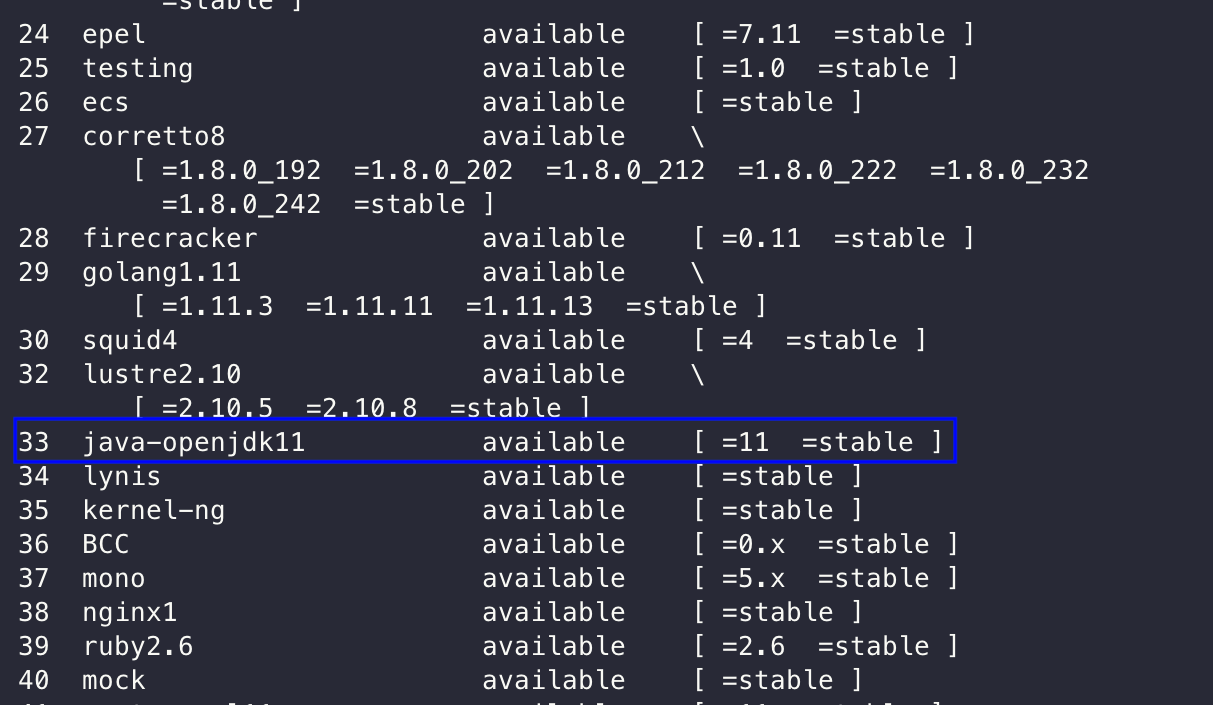 =stable ]
24  epel                    available    [ =7.11  =stable ]
25  testing                 available    [ =1.0  =stable ]
26  ecs                     available    [ =stable ]
27  corretto8               available    \
       [ =1.8.0_192  =1.8.0_202  =1.8.0_212  =1.8.0_222  =1.8.0_232
         =1.8.0_242  =stable ]
28  firecracker             available    [ =0.11  =stable ]
29  golang1.11              available    \
       [ =1.11.3  =1.11.11  =1.11.13  =stable ]
30  squid4                  available    [ =4  =stable ]
32  lustre2.10              available    \
       [ =2.10.5  =2.10.8  =stable ]
33  java-openjdk11          available    [ =11  =stable ]
34  lynis                   available    [ =stable ]
35  kernel-ng               available    [ =stable ]
36  BCC                     available    [ =0.x  =stable ]
37  mono                    available    [ =5.x  =stable ]
38  nginx1                  available    [ =stable ]
39  ruby2.6                 available    [ =2.6  =stable ]
40  mock                    available    [ =stable ]